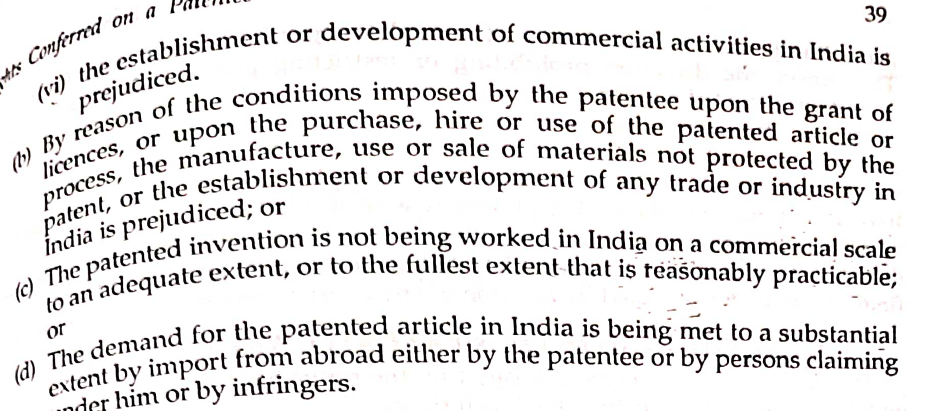 39
Conferred on a
(vi) the establishment or development of commercial activities in India is
prejudiced.
(b) By reason of the conditions imposed by the patentee upon the grant of
licences, or upon the purchase, hire or use of the patented article or
process, the manufacture, use or sale of materials not protected by the
patent, or the establishment or development of any trade or industry in
India is prejudiced; or
(c) The patented invention is not being worked in India on a commercial scale
to an adequate extent, or to the fullest extent that is reasonably practicable;
or
(d) The demand for the patented article in India is being met to a substantial
extent by import from abroad either by the patentee or by persons claiming
him or by infringers.